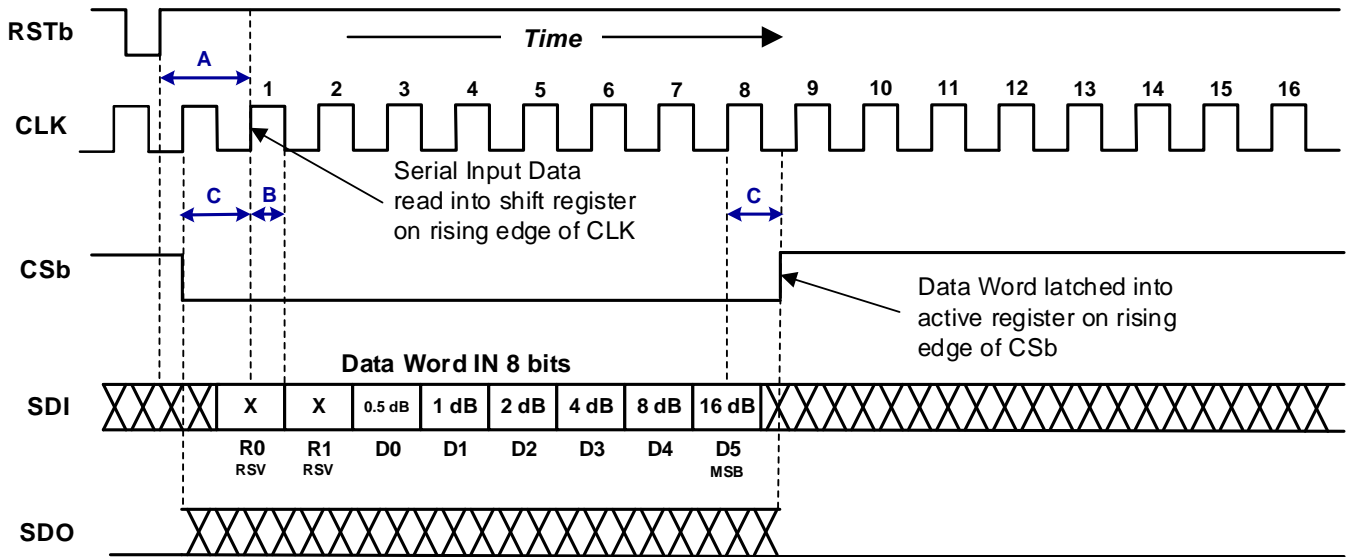 RSTb
Time
A
1 2 3 4 5 6 7 8 9 10 11 12 13 14 15 16
CLK
Serial Input Data
read into shift register
on rising edge of CLK
C
B
C
CSb
Data Word latched into
active register on rising
edge of CSb
Data Word IN 8 bits
SDI
X X 0.5 dB 1 dB 2 dB 4 dB 8 dB 16 dB
R0 R1 D0 D1 D2 D3 D4 D5
RSV RSV MSB
SDO